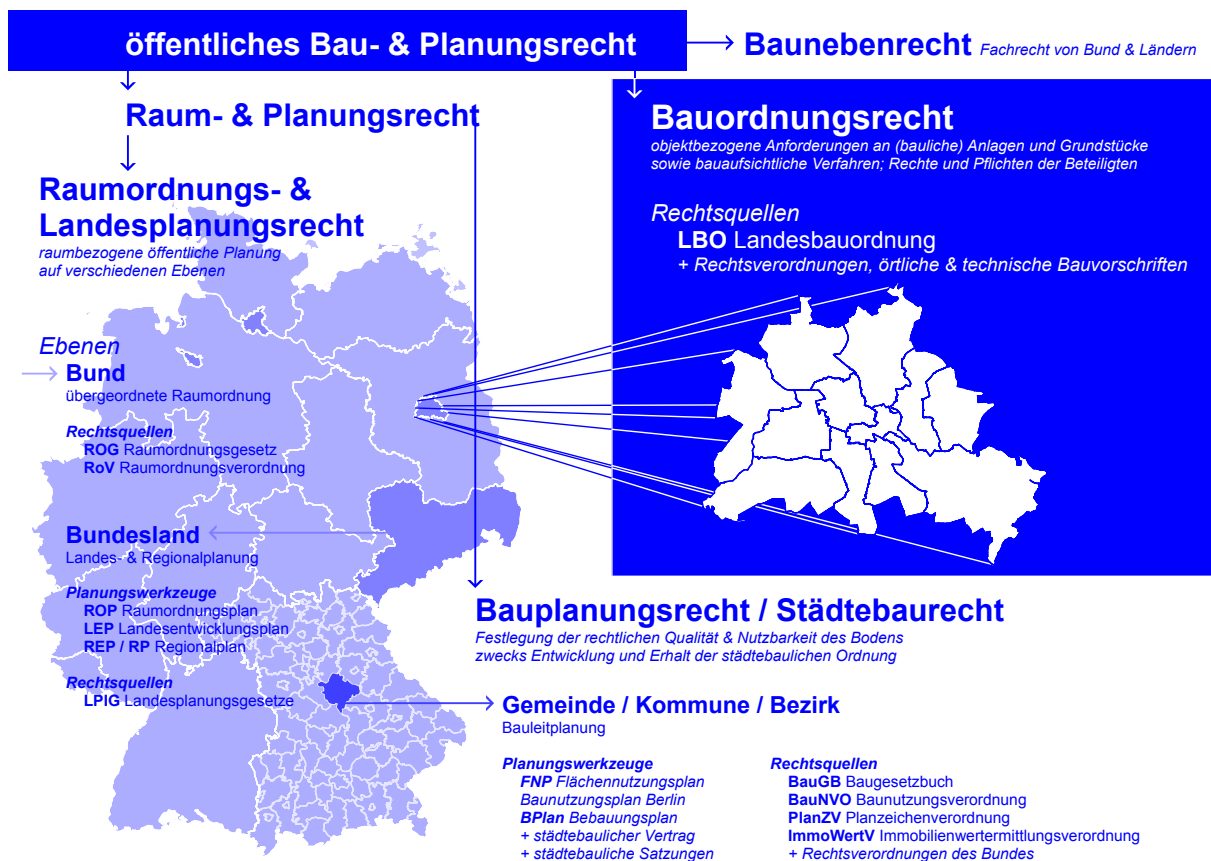 öffentliches Bau- & Planungsrecht
Baunebenrecht Fachrecht von Bund & Ländern
Raum- & Planungsrecht
Raumordnungs- &
Landesplanungsrecht
raumbezogene öffentliche Planung
auf verschiedenen Ebenen
Ebenen
Bund
übergeordnete Raumordnung
Rechtsquellen
ROG Raumordnungsgesetz
RoV Raumordnungsverordnung
Bundesland
Landes- & Regionalplanung
Planungswerkzeuge
ROP Raumordnungsplan
LEP Landesentwicklungsplan
REP / RP Regionalplan
Rechtsquellen
LPlG Landesplanungsgesetze
Bauordnungsrecht
objektbezogene Anforderungen an (bauliche) Anlagen und Grundstücke
sowie bauaufsichtliche Verfahren; Rechte und Pflichten der Beteiligten
Rechtsquellen
LBO Landesbauordnung
+ Rechtsverordnungen, örtliche & technische Bauvorschriften
Bauplanungsrecht / Städtebaurecht
Festlegung der rechtlichen Qualität & Nutzbarkeit des Bodens
zwecks Entwicklung und Erhalt der städtebaulichen Ordnung
Gemeinde / Kommune / Bezirk
Bauleitplanung
Planungswerkzeuge
FNP Flächennutzungsplan
Baunutzungsplan Berlin
BPlan Bebauungsplan
+ städtebaulicher Vertrag
+ städtebauliche Satzungen
Rechtsquellen
BauGB Baugesetzbuch
BauNVO Baunutzungsverordnung
PlanZV Planzeichenverordnung
ImmoWertV Immobilienwertermittlungsverordnung
+ Rechtsverordnungen des Bundes